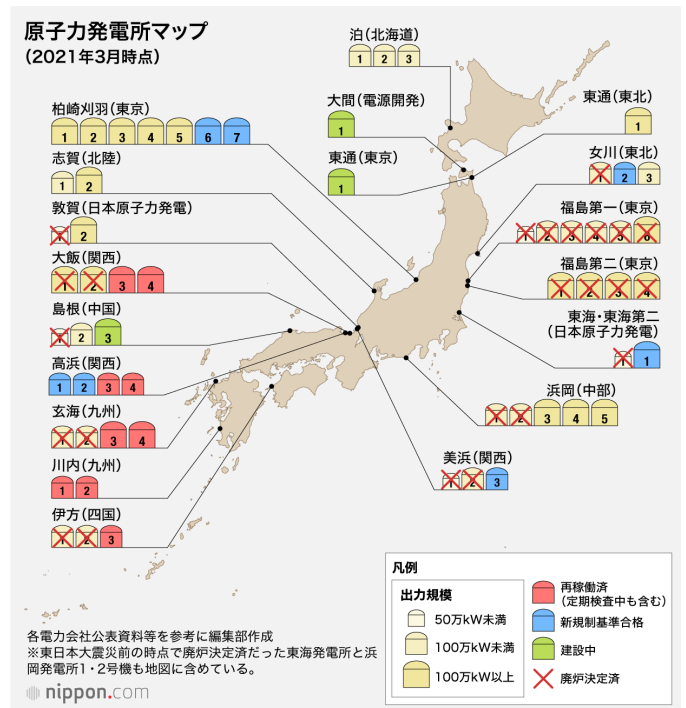 原子力発電所マップ
（2021年3月時点）
泊（北海道）
1 2 3
大間（電源開発）
1
東通（東北）
1
柏崎刈羽（東京）
1 2 3 4 5 6 7
東通（東京）
1
女川（東北）
1 2 3
志賀（北陸）
1 2
福島第一（東京）
1 2 3 4 5 6
敦賀（日本原子力発電）
1 2
福島第二（東京）
1 2 3 4
大飯（関西）
1 2 3 4
東海・東海第二
（日本原子力発電）
1 1
島根（中国）
1 2 3
高浜（関西）
1 2 3 4
浜岡（中部）
1 2 3 4 5
玄海（九州）
1 2 3 4
美浜（関西）
1 2 3
川内（九州）
1 2
伊方（四国）
1 2 3
凡例
出力規模
50万kW未満
100万kW未満
100万kW以上
再稼働済
（定期検査中も含む）
新規制基準合格
建設中
廃炉決定済
各電力会社公表資料等を参考に編集部作成
※東日本大震災前の時点で廃炉決定済だった東海発電所と浜
岡発電所1・2号機も地図に含めている。
nippon.com